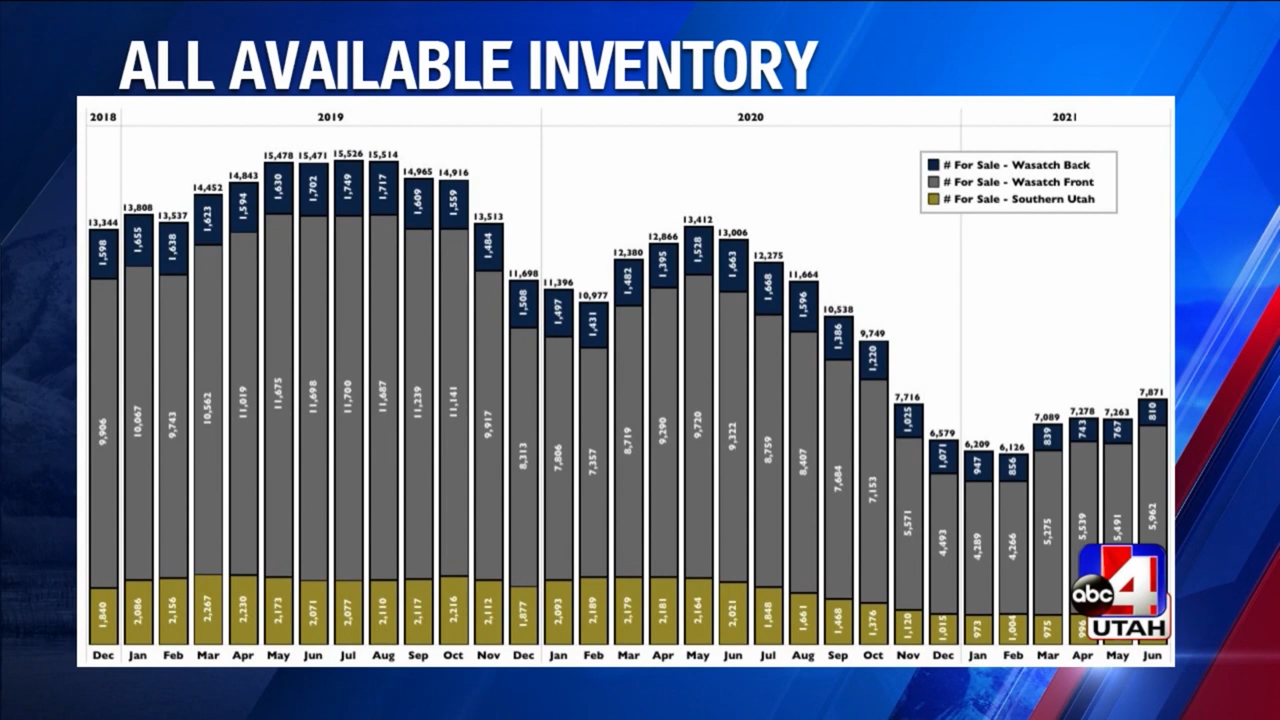 ALL AVAILABLE INVENTORY
2018 2019 2020 2021
# For Sale - Wasatch Back
# For Sale - Wasatch Front
# For Sale - Southern Utah
13,344 13,808 13,537 14,452 14,843 15,478 15,471 15,526 15,514 14,965 14,916 13,513 11,698 11,396 10,977 12,380 12,866 13,412 13,006 12,275 11,664 10,538 9,749 7,716 6,579 6,209 6,126 7,089 7,278 7,263 7,871
1,598 1,655 1,638 1,623 1,594 1,630 1,702 1,749 1,717 1,609 1,559 1,484 1,508 1,497 1,431 1,482 1,395 1,528 1,663 1,668 1,596 1,386 1,220 1,025 1,071 947 856 839 743 767 810
9,906 10,067 9,743 10,562 11,019 11,675 11,698 11,700 11,687 11,239 11,141 9,917 8,313 7,806 7,357 8,719 9,290 9,720 9,322 8,759 8,407 7,684 7,153 5,571 4,493 4,289 4,266 5,275 5,539 5,491 5,962
1,840 2,086 2,156 2,267 2,230 2,173 2,071 2,077 2,110 2,117 2,216 2,112 1,877 2,093 2,189 2,179 2,181 2,164 2,021 1,848 1,661 1,468 1,376 1,120 1,015 973 1,004 975 996
Dec Jan Feb Mar Apr May Jun Jul Aug Sep Oct Nov Dec Jan Feb Mar Apr May Jun Jul Aug Sep Oct Nov Dec Jan Feb Mar Apr May Jun
abc 4
UTAH